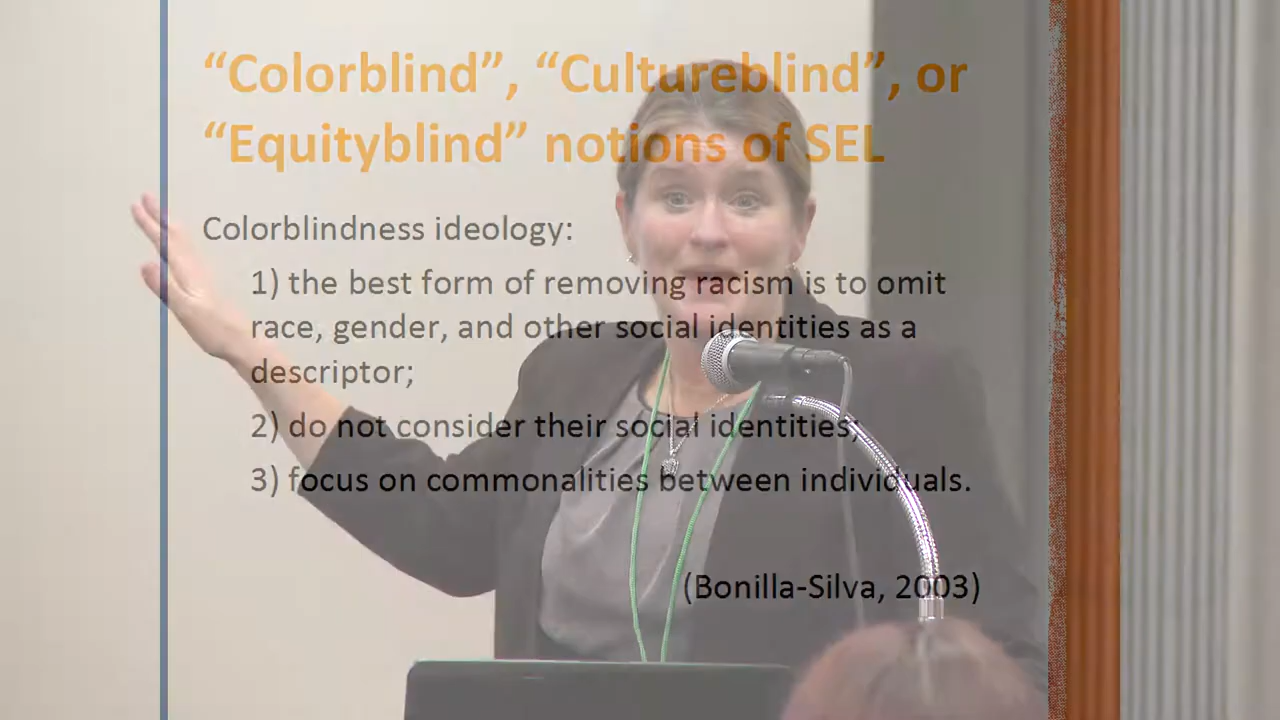 “Colorblind”, “Cultureblind”, or
“Equityblind” notions of SEL
Colorblindness ideology:
1) the best form of removing racism is to omit
race, gender, and other social identities as a
descriptor;
2) do not consider their social identities;
3) focus on commonalities between individuals.
(Bonilla-Silva, 2003)